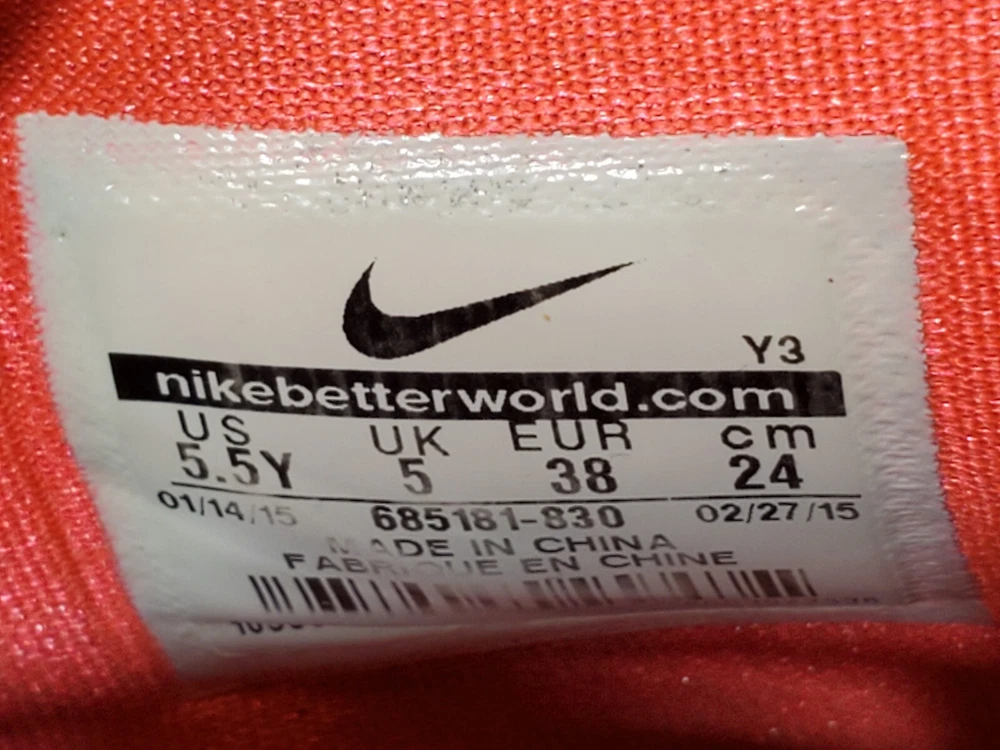 Y3
nikebetterworld.com
US UK EUR cm
5.5Y 5 38 24
01/14/15 685181-830 02/27/15
MADE IN CHINA
FABRIQUE EN CHINE